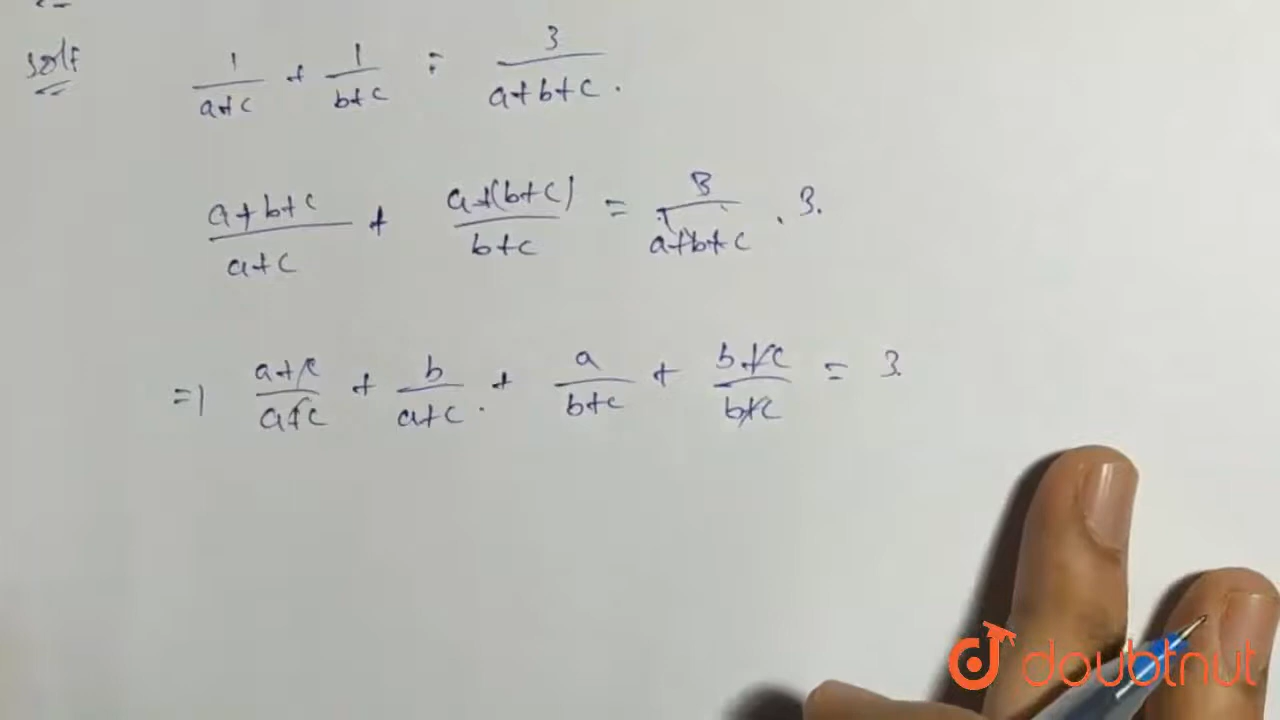 solⁿ
1/(a+c) + 1/(b+c) = 3/(a+b+c).
(a+b+c)/(a+c) + (a+(b+c))/(b+c) = 3/(a+b+c) . 3.
=) (a+c)/(a+c) + b/(a+c) . + a/(b+c) + (b+c)/(b+c) = 3.
doubtnut